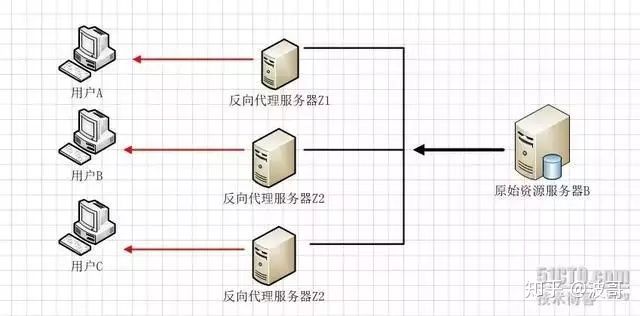 用户A
反向代理服务器Z1
用户B
反向代理服务器Z2
原始资源服务器B
用户C
反向代理服务器Z2
51CTO.com
技术博客
知乎 @波哥